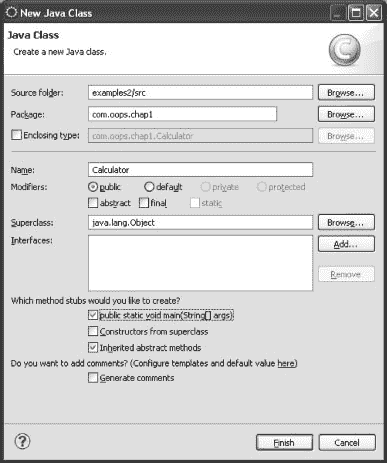 New Java Class
Java Class
Create a new Java class.
Source folder: examples2/src Browse...
Package: com.oops.chap1 Browse...
Enclosing type: com.oops.chap1.Calculator Browse...
Name: Calculator
Modifiers: public default private protected
abstract final static
Superclass: java.lang.Object Browse...
Interfaces: Add...
Remove
Which method stubs would you like to create?
public static void main(String[] args)
Constructors from superclass
Inherited abstract methods
Do you want to add comments? (Configure templates and default value here)
Generate comments
Finish Cancel